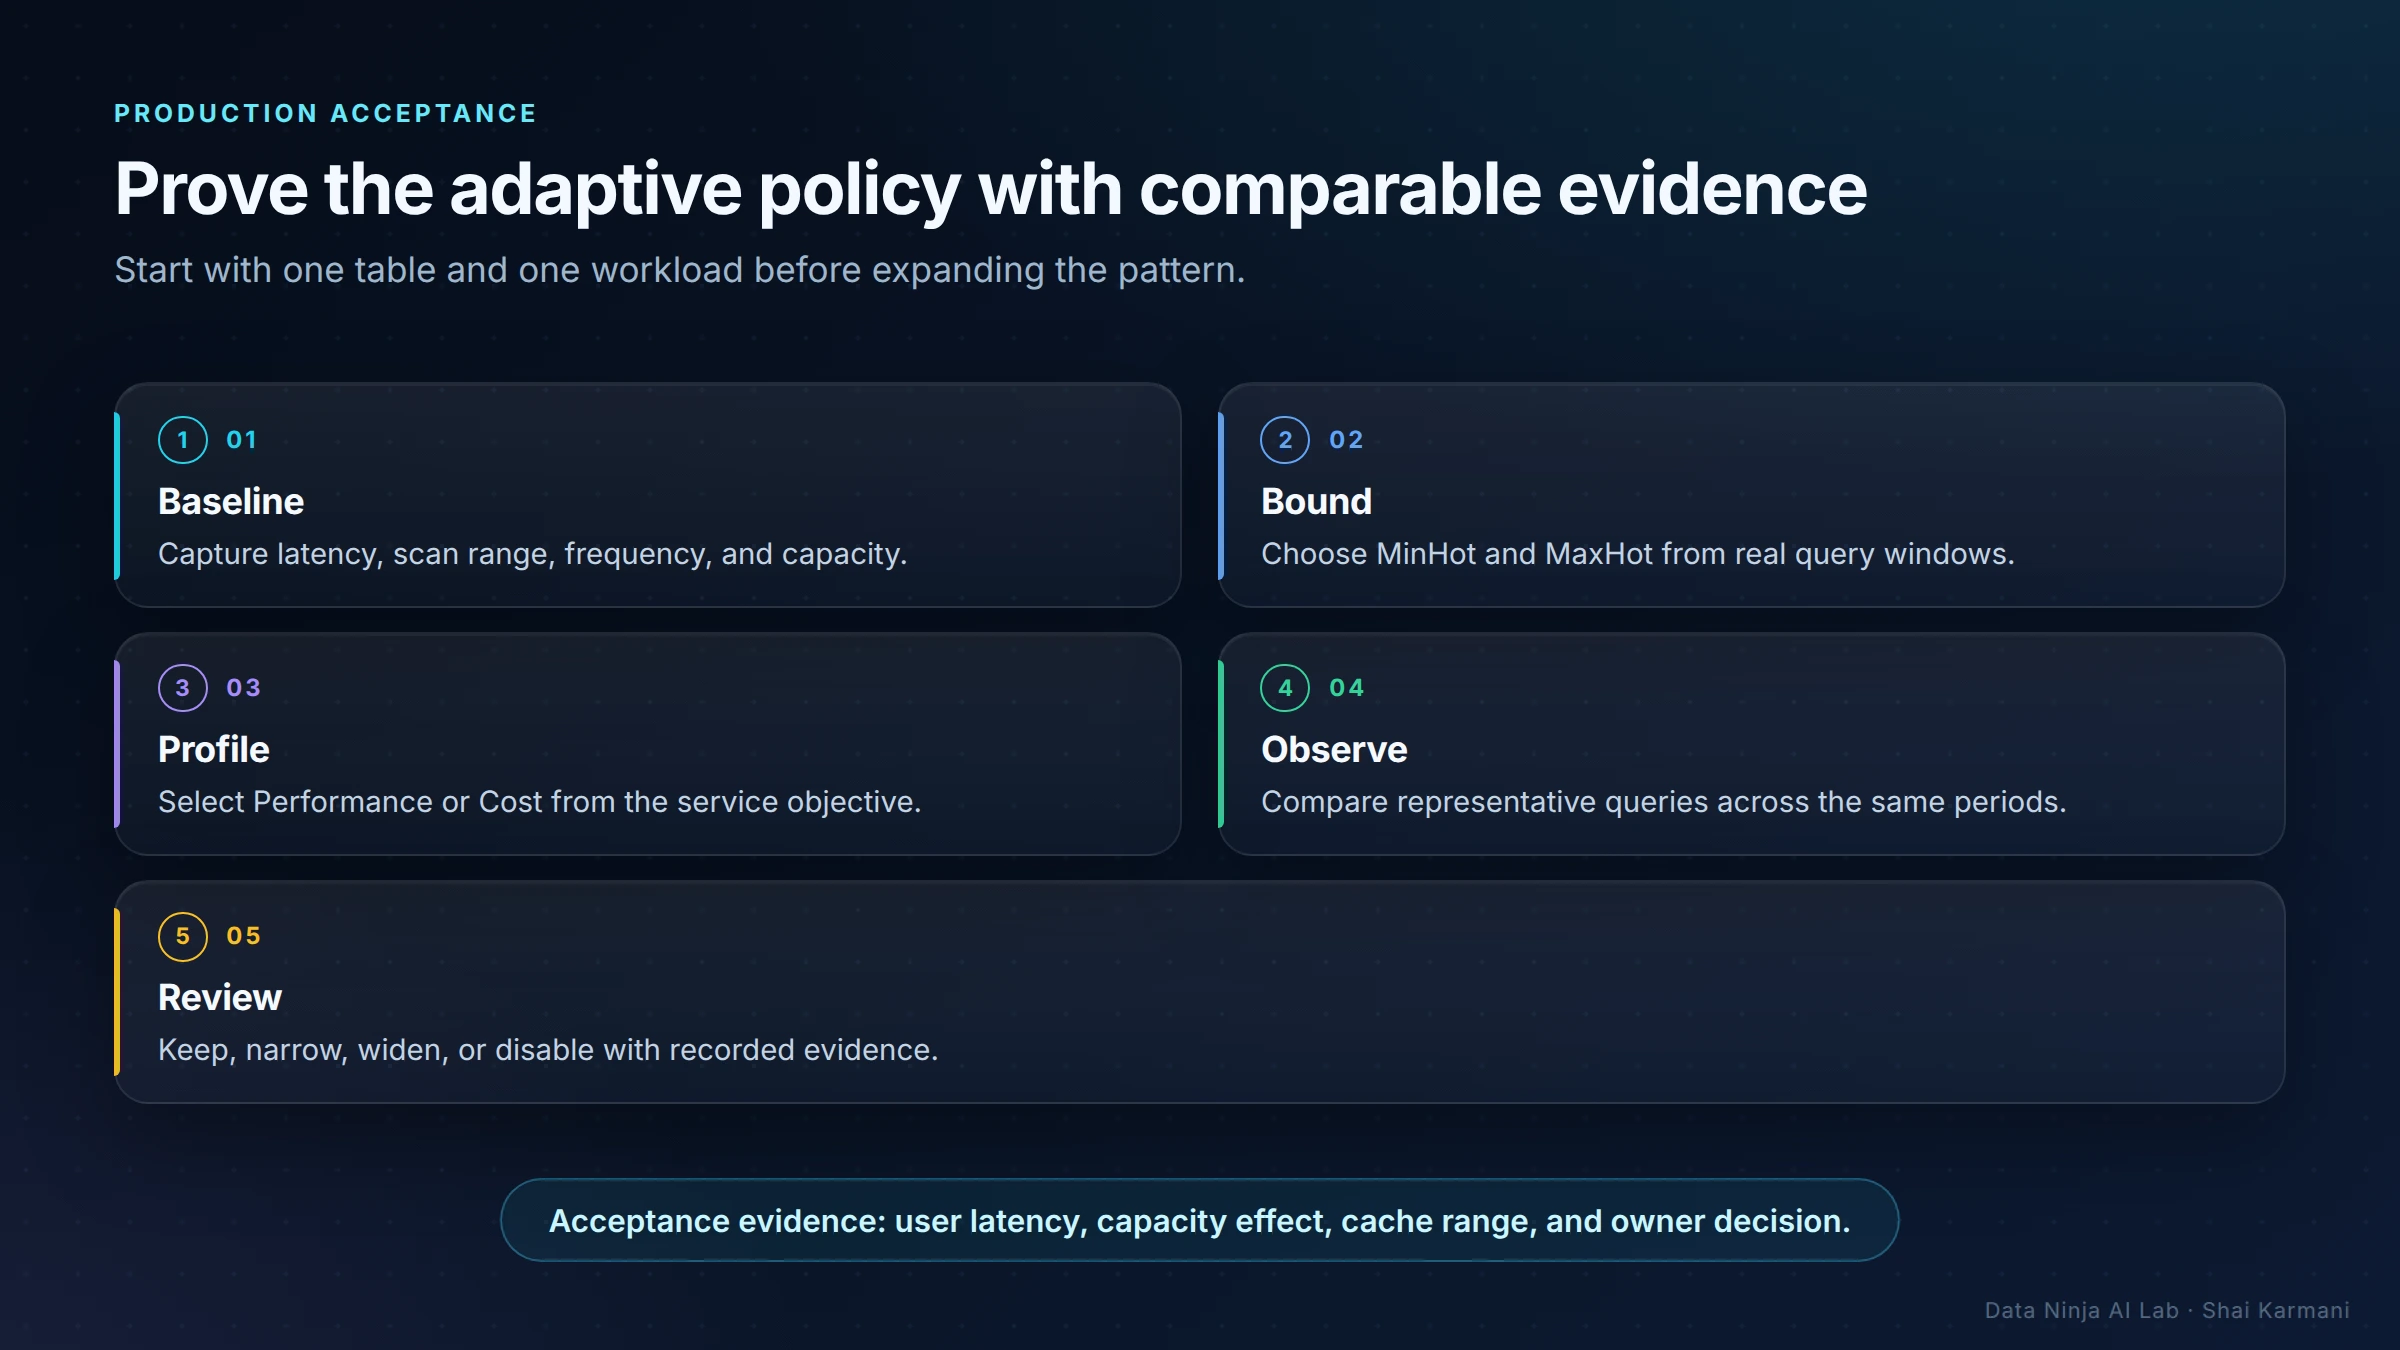 PRODUCTION ACCEPTANCE
Prove the adaptive policy with comparable evidence
Start with one table and one workload before expanding the pattern.
1 01
Baseline
Capture latency, scan range, frequency, and capacity.
2 02
Bound
Choose MinHot and MaxHot from real query windows.
3 03
Profile
Select Performance or Cost from the service objective.
4 04
Observe
Compare representative queries across the same periods.
5 05
Review
Keep, narrow, widen, or disable with recorded evidence.
Acceptance evidence: user latency, capacity effect, cache range, and owner decision.
Data Ninja AI Lab · Shai Karmani